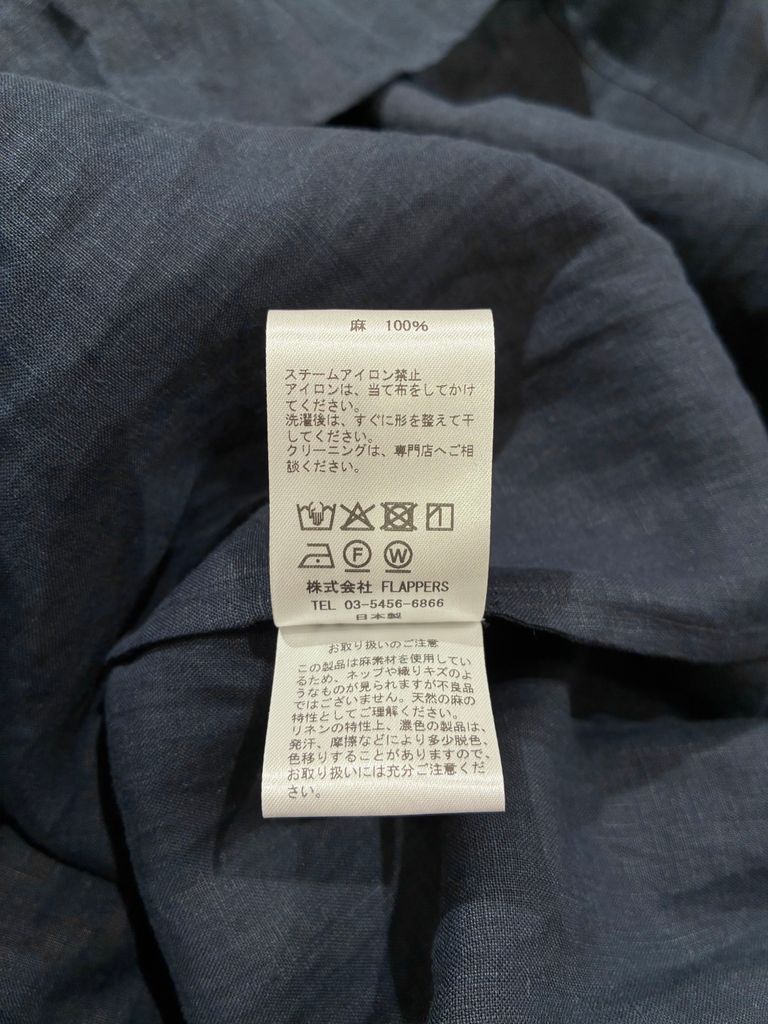 麻 100%
スチームアイロン禁止
アイロンは、当て布をしてかけ
てください。
洗濯後は、すぐに形を整えて干
してください。
クリーニングは、専門店へご相
談ください。
F W
株式会社 FLAPPERS
TEL 03-5456-6866
日本製
お取り扱いのご注意
この製品は麻素材を使用してい
るため、ネップや織りキズのよ
うなものが見られますが不良品
ではございません。天然の麻の
特性としてご理解ください。
リネンの特性上、濃色の製品は、
発汗、摩擦などにより多少脱色、
色移りすることがありますので、
お取り扱いには充分ご注意くだ
さい。